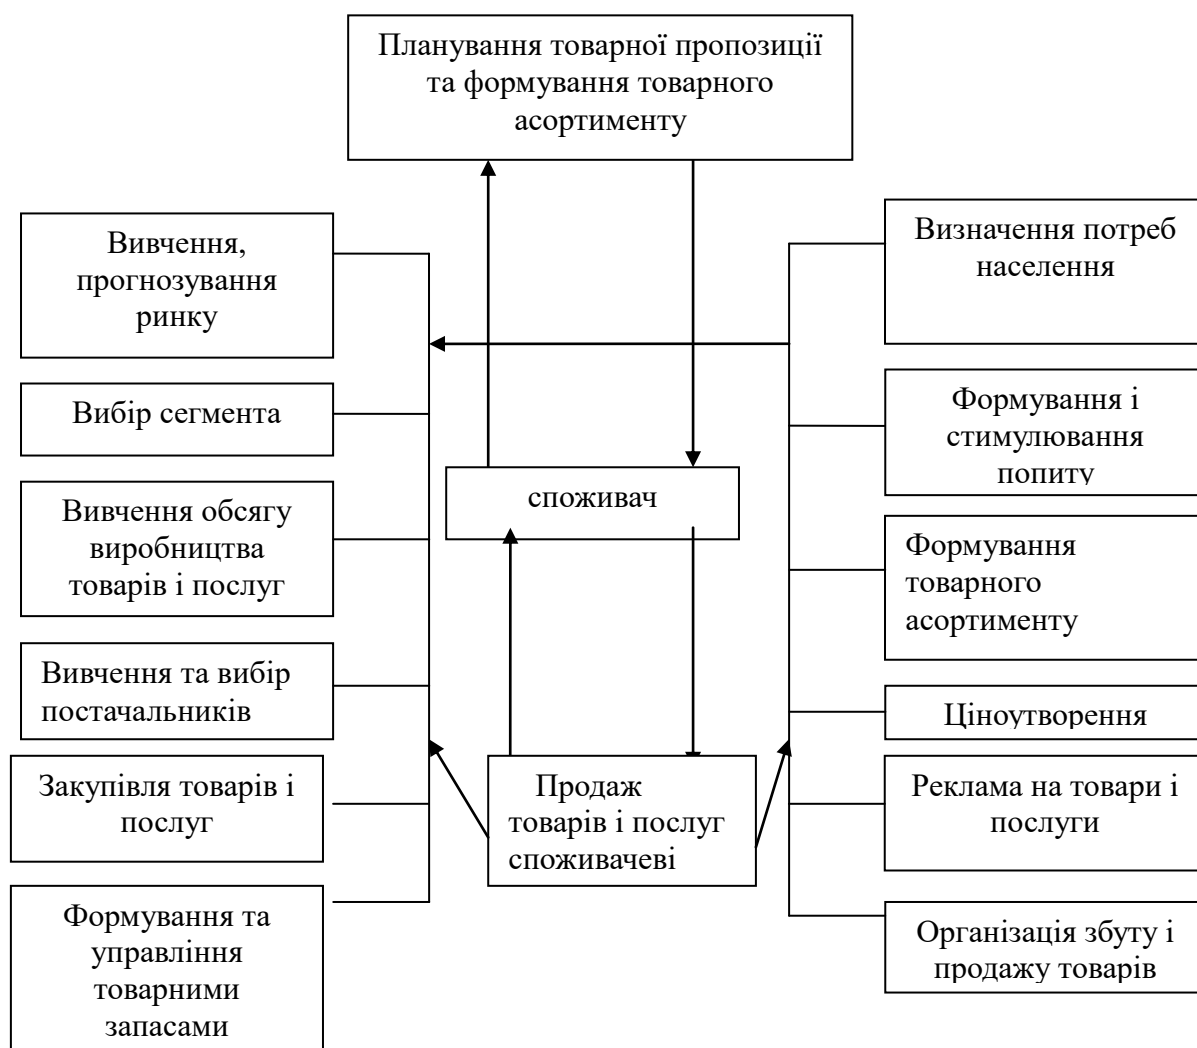 Планування товарної пропозиції
та формування товарного
асортименту
Вивчення,
прогнозування
ринку
Вибір сегмента
Вивчення обсягу
виробництва
товарів і послуг
Вивчення та вибір
постачальників
Закупівля товарів і
послуг
Формування та
управління
товарними
запасами
споживач
Продаж
товарів і послуг
споживачеві
Визначення потреб
населення
Формування і
стимулювання
попиту
Формування
товарного
асортименту
Ціноутворення
Реклама на товари і
послуги
Організація збуту і
продажу товарів